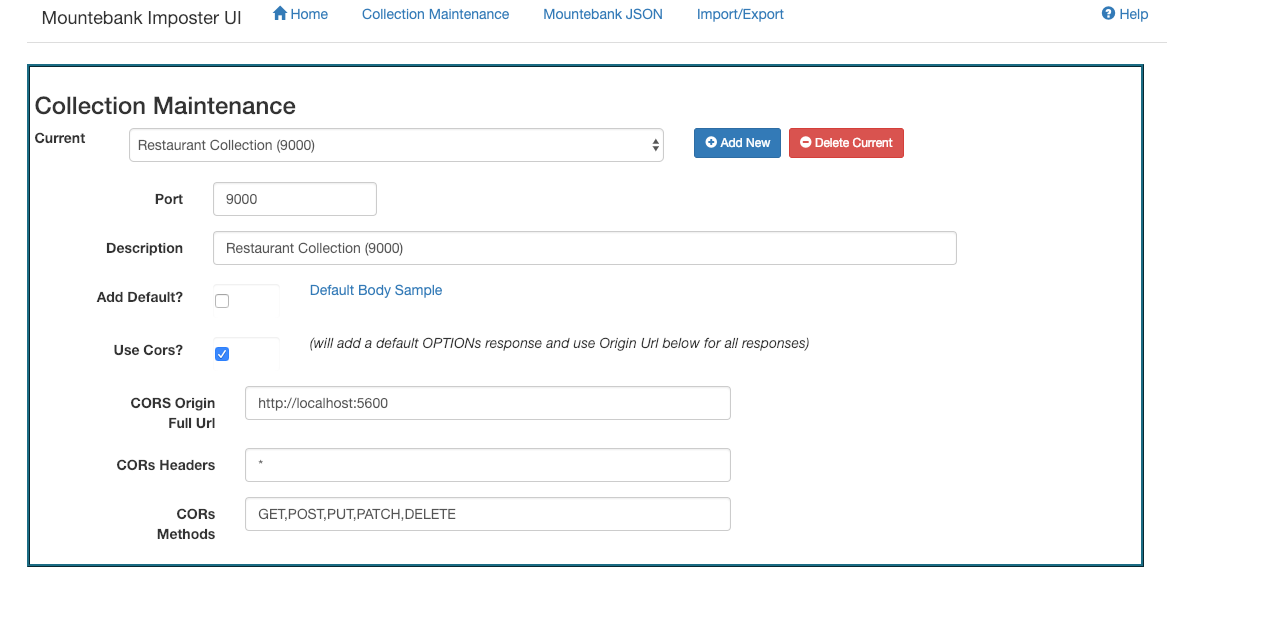 Mountebank Imposter UI Home Collection Maintenance Mountebank JSON Import/Export Help
Collection Maintenance
Current Restaurant Collection (9000) Add New Delete Current
Port 9000
Description Restaurant Collection (9000)
Add Default? Default Body Sample
Use Cors? (will add a default OPTIONs response and use Origin Url below for all responses)
CORS Origin http://localhost:5600
Full Url
CORs Headers *
CORs GET,POST,PUT,PATCH,DELETE
Methods